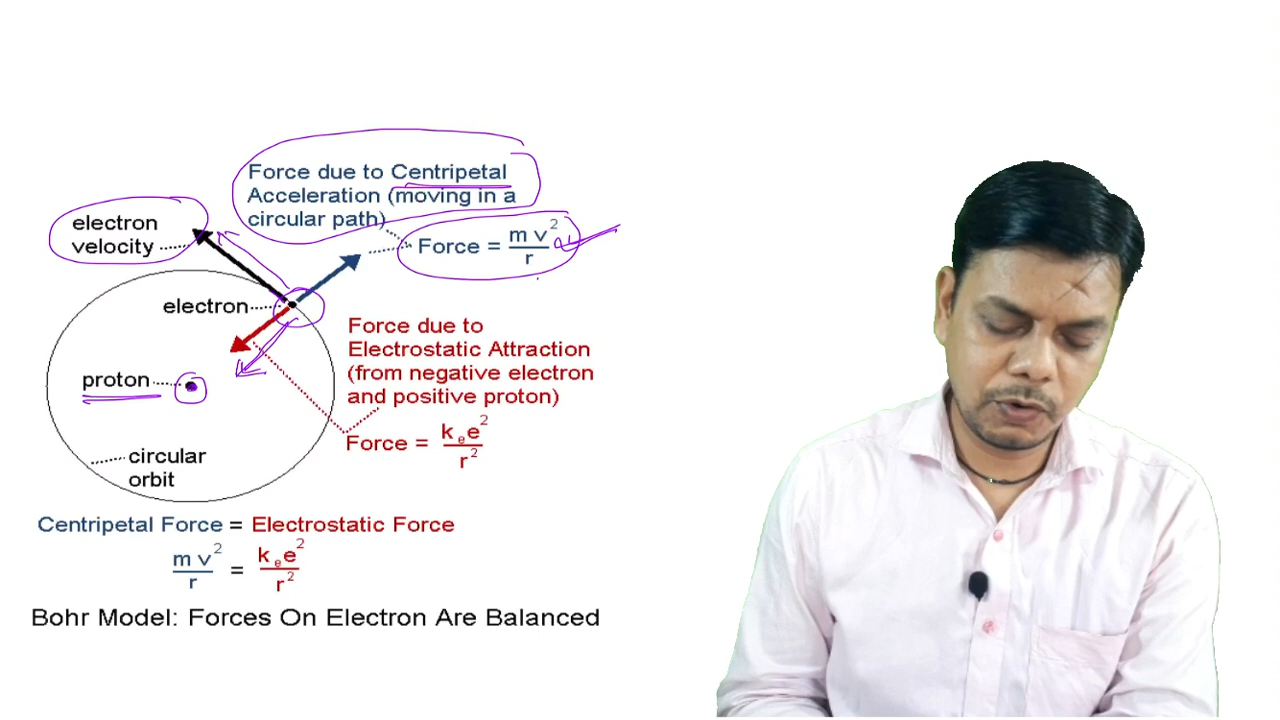 Force due to Centripetal
Acceleration (moving in a
circular path)
electron
velocity
Force = m v²/r
electron
Force due to
Electrostatic Attraction
(from negative electron
and positive proton)
proton
Force = kₑe²/r²
circular
orbit
Centripetal Force = Electrostatic Force
m v²/r = kₑe²/r²
Bohr Model: Forces On Electron Are Balanced